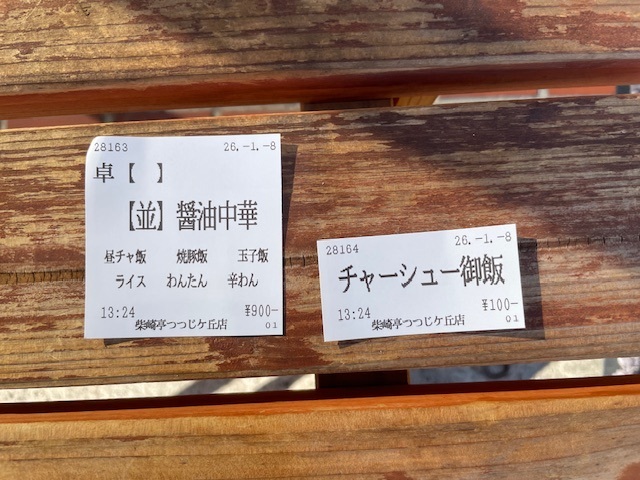 28163 26.-1.-8
卓【 】
【並】醤油中華
昼チャ飯 焼豚飯 玉子飯
ライス わんたん 辛わん
13:24 ¥900-
柴崎亭つつじケ丘店 01
28164 26.-1.-8
チャーシュー御飯
13:24 ¥100-
柴崎亭つつじケ丘店 01